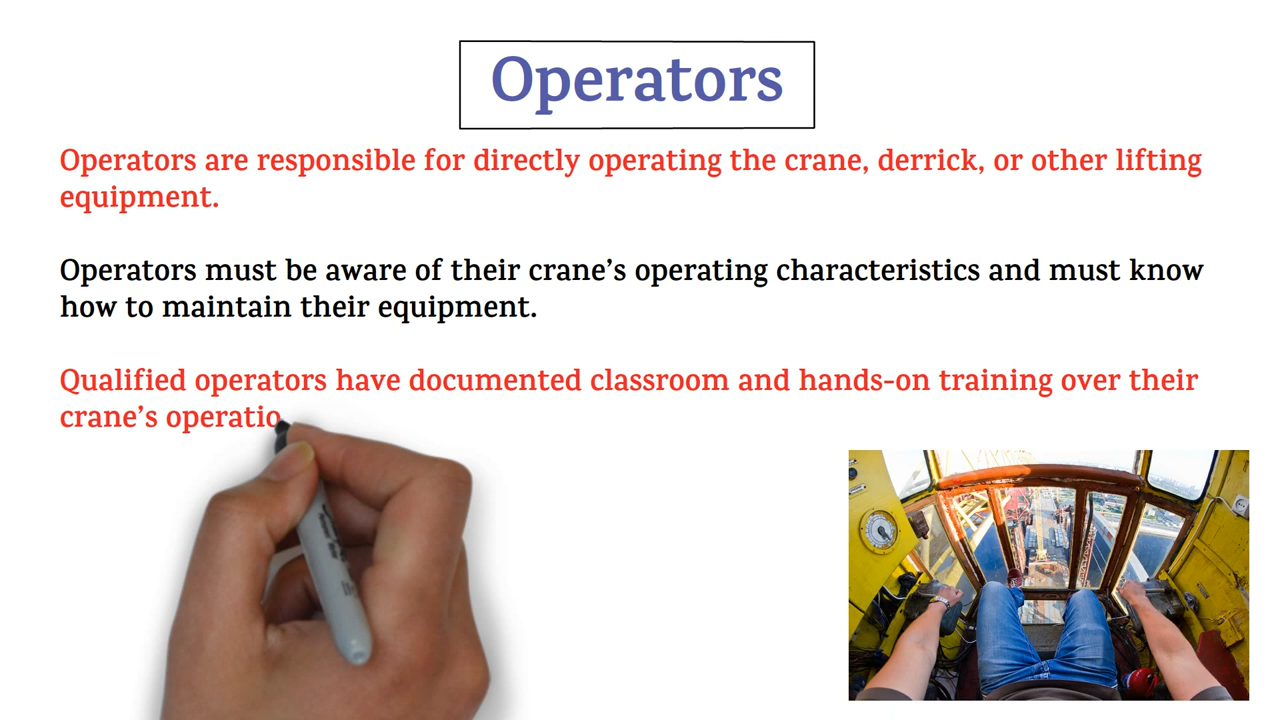 Operators
Operators are responsible for directly operating the crane, derrick, or other lifting
equipment.
Operators must be aware of their crane’s operating characteristics and must know
how to maintain their equipment.
Qualified operators have documented classroom and hands-on training over their
crane’s operatio